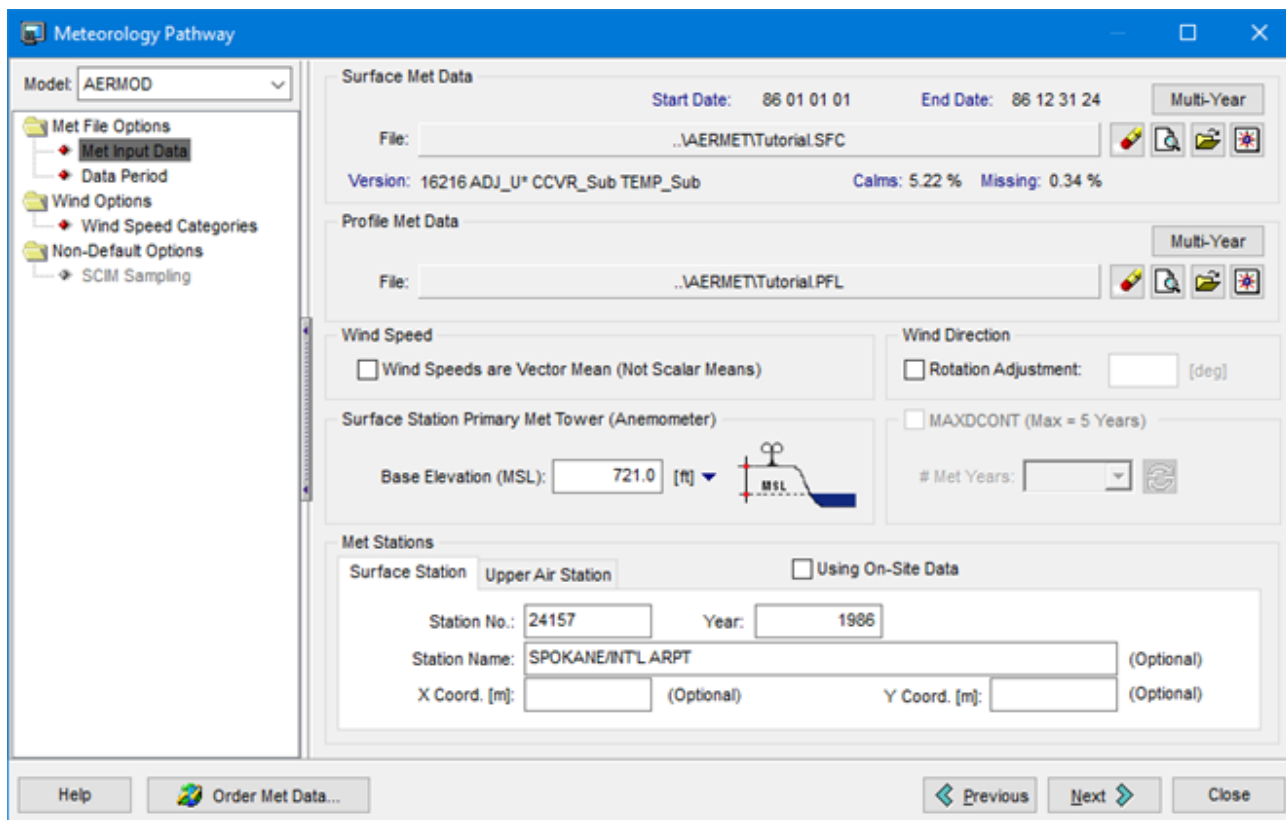 Meteorology Pathway
Model: AERMOD
Met File Options
Met Input Data
Data Period
Wind Options
Wind Speed Categories
Non-Default Options
SCIM Sampling
Surface Met Data
Start Date: 86 01 01 01 End Date: 86 12 31 24 Multi-Year
File: ..\AERMET\Tutorial.SFC
Version: 16216 ADJ_U* CCVR_Sub TEMP_Sub Calms: 5.22 % Missing: 0.34 %
Profile Met Data
Multi-Year
File: ..\AERMET\Tutorial.PFL
Wind Speed
Wind Speeds are Vector Mean (Not Scalar Means)
Wind Direction
Rotation Adjustment: [deg]
Surface Station Primary Met Tower (Anemometer)
Base Elevation (MSL): 721.0 [ft] MSL
MAXDCONT (Max = 5 Years)
# Met Years:
Met Stations
Surface Station Upper Air Station Using On-Site Data
Station No.: 24157 Year: 1986
Station Name: SPOKANE/INT'L ARPT (Optional)
X Coord. [m]: (Optional) Y Coord. [m]: (Optional)
Help Order Met Data... Previous Next Close